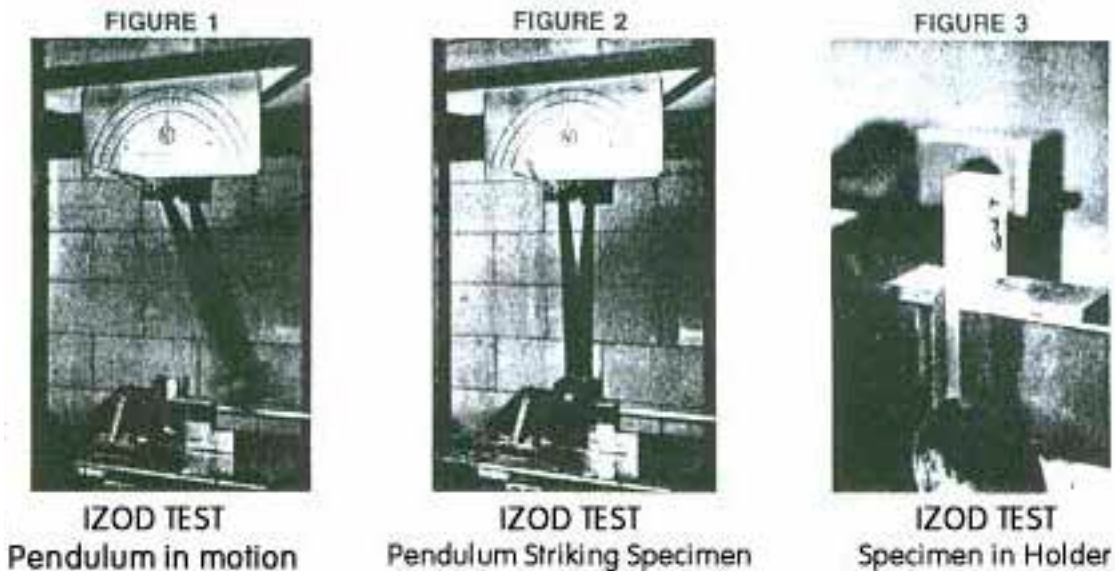 FIGURE 1
FIGURE 2
FIGURE 3
IZOD TEST
Pendulum in motion
IZOD TEST
Pendulum Striking Specimen
IZOD TEST
Specimen in Holder